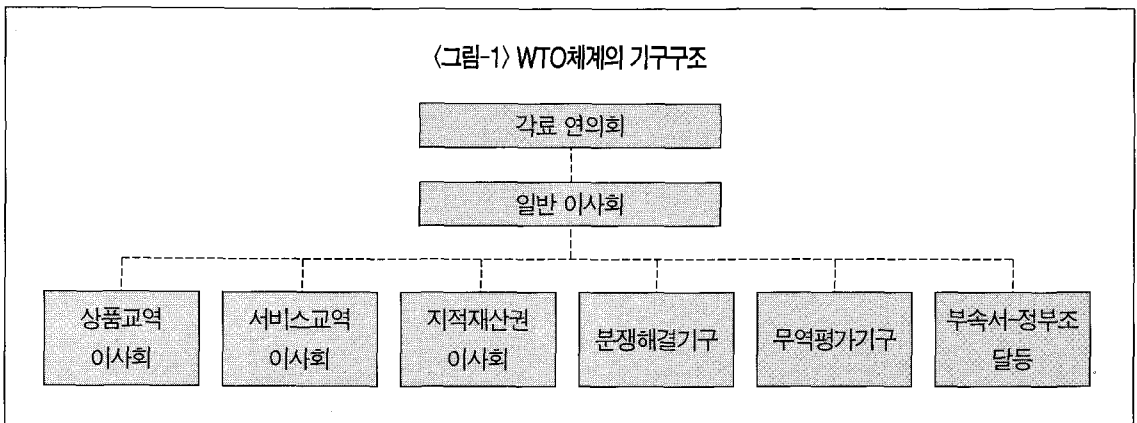 〈그림-1〉 WTO체계의 기구구조
각료 연의회
일반 이사회
상품교역
이사회
서비스교역
이사회
지적재산권
이사회
분쟁해결기구
무역평가기구
부속서-정부조
달등